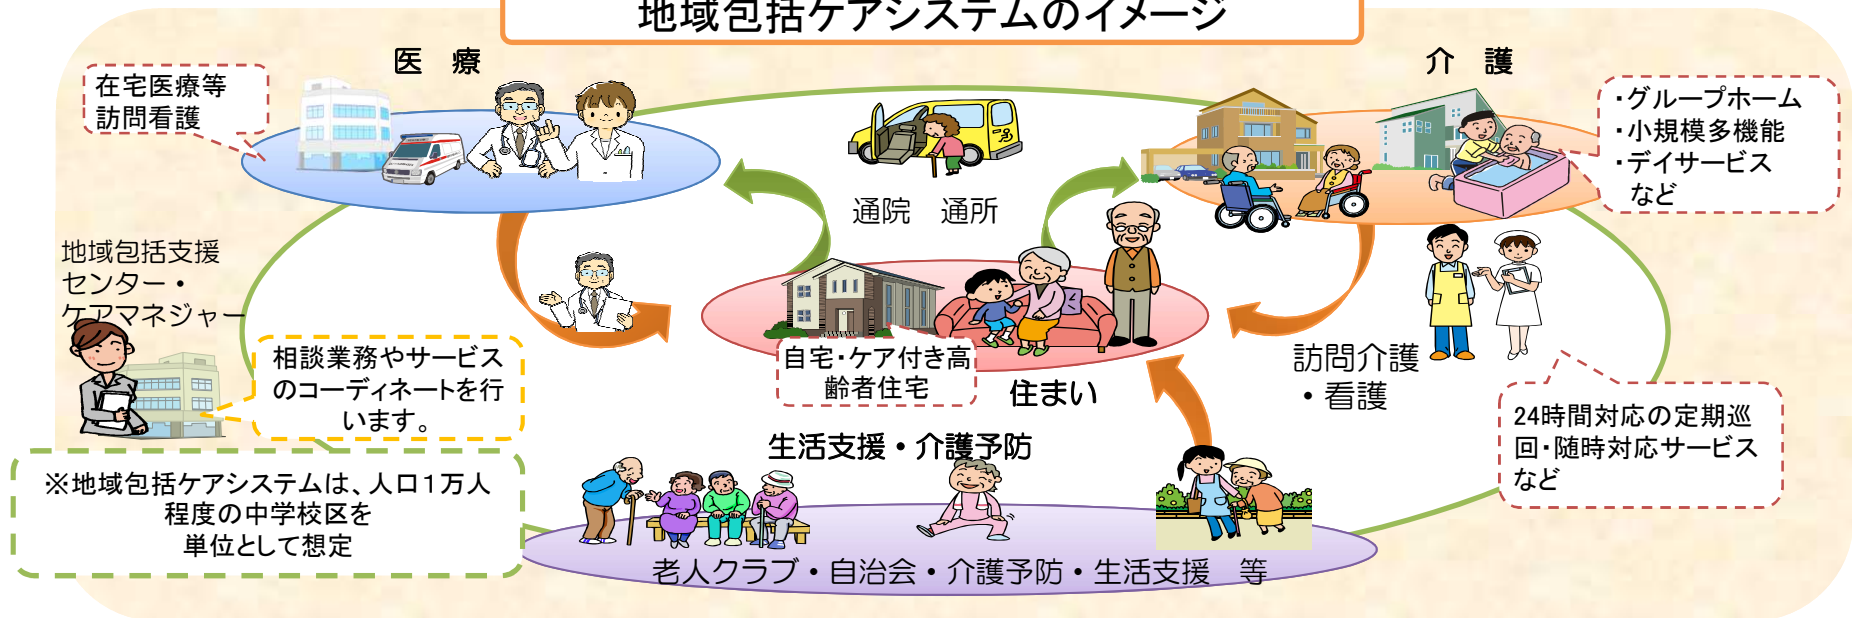 地域包括ケアシステムのイメージ
医　療
介　護
在宅医療等
訪問看護
・グループホーム
・小規模多機能
・デイサービス
など
通院　通所
地域包括支援
センター・
ケアマネジャー
相談業務やサービス
のコーディネートを行
います。
自宅・ケア付き高
齢者住宅
住まい
訪問介護
・看護
24時間対応の定期巡
回・随時対応サービス
など
生活支援・介護予防
※地域包括ケアシステムは、人口１万人
程度の中学校区を
単位として想定
老人クラブ・自治会・介護予防・生活支援　等